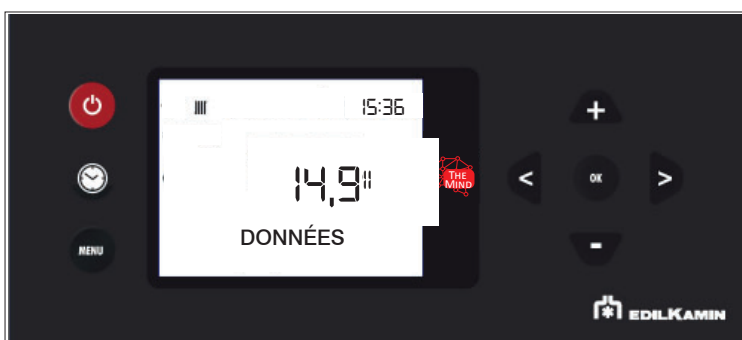 15:36
14,9"
THE
MIND
DONNÉES
MENU
<
OK
>
+
-
EDILKAMIN